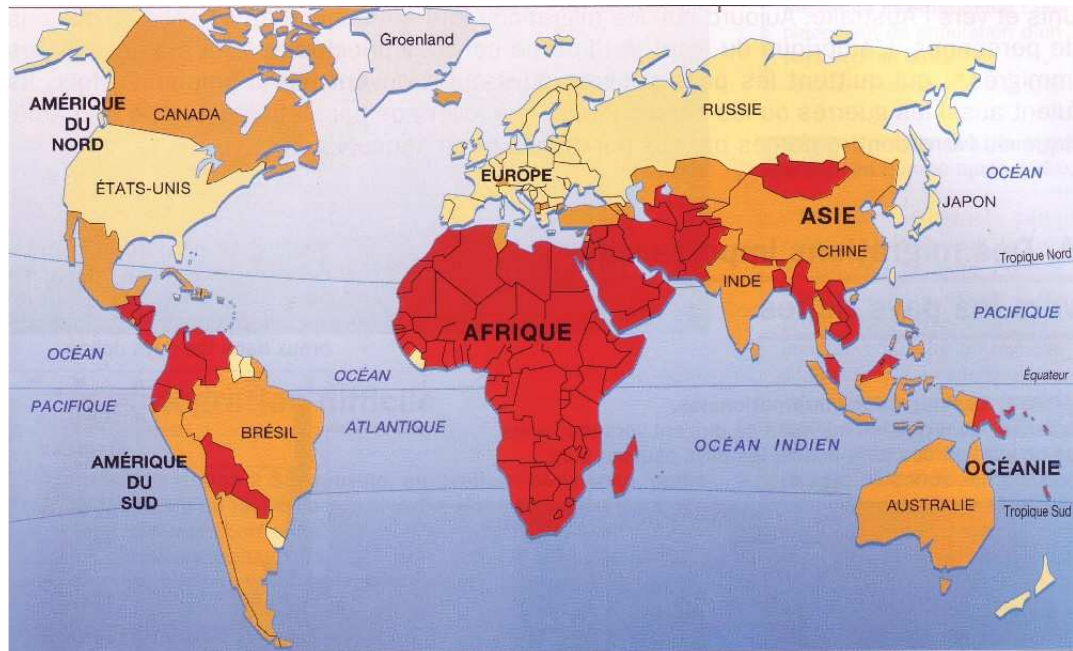 Groenland
AMÉRIQUE
DU
NORD
CANADA
RUSSIE
ÉTATS-UNIS
EUROPE
OCÉAN
ASIE
JAPON
CHINE
Tropique Nord
INDE
PACIFIQUE
AFRIQUE
OCÉAN
OCÉAN
Équateur
PACIFIQUE
ATLANTIQUE
BRÉSIL
OCÉAN INDIEN
AMÉRIQUE
DU
SUD
OCÉANIE
AUSTRALIE
Tropique Sud